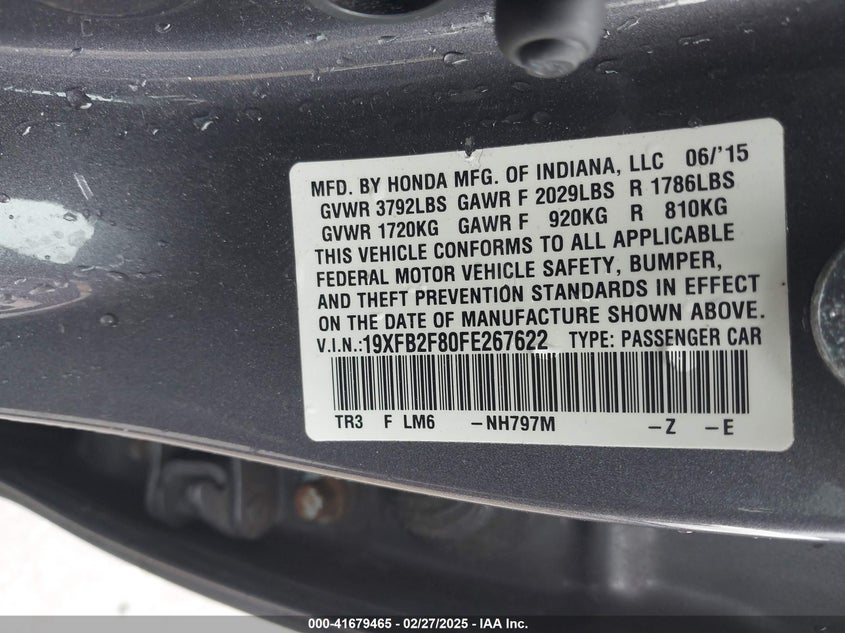 MFD. BY HONDA MFG. OF INDIANA, LLC 06/'15
GVWR 3792LBS GAWR F 2029LBS R 1786LBS
GVWR 1720KG GAWR F 920KG R 810KG
THIS VEHICLE CONFORMS TO ALL APPLICABLE
FEDERAL MOTOR VEHICLE SAFETY, BUMPER,
AND THEFT PREVENTION STANDARDS IN EFFECT
ON THE DATE OF MANUFACTURE SHOWN ABOVE.
V.I.N.:19XFB2F80FE267622 TYPE: PASSENGER CAR
TR3 F LM6 –NH797M –Z –E
000-41679465 - 02/27/2025 - IAA Inc.